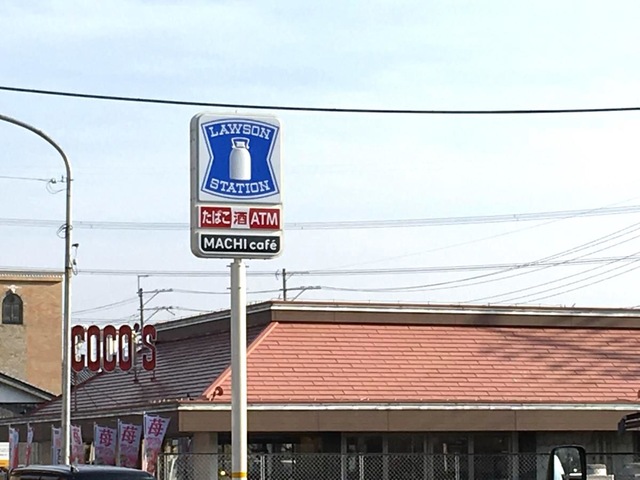 LAWSON
STATION
たばこ 酒 ATM
MACHI café
COCO'S
苺
苺
苺